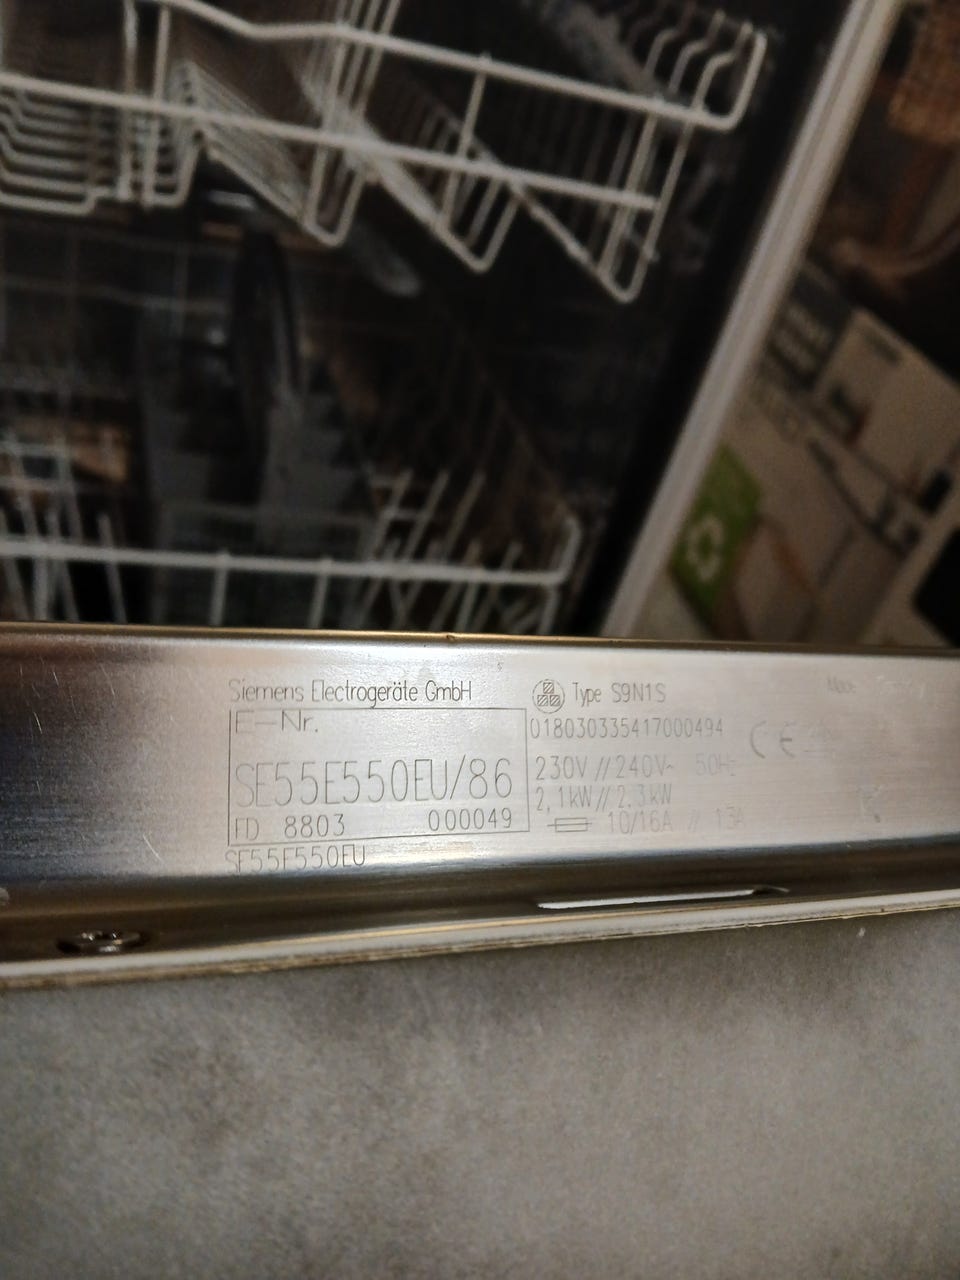 Siemens Electrogeräte GmbH
E-Nr.
SE55E550EU/86
FD 8803 000049
SE55E550EU
Type S9N1S
018030335417000494
CE
230V//240V~ 50Hz
2,1kW//2,3kW
10/16A // 13A